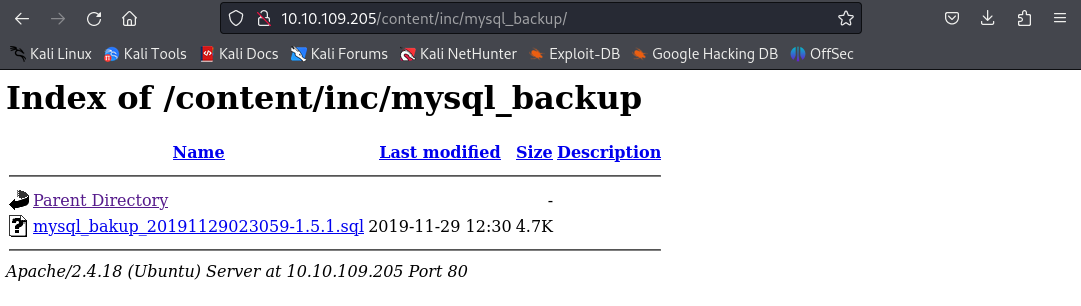 10.10.109.205/content/inc/mysql_backup/
Kali Linux Kali Tools Kali Docs Kali Forums Kali NetHunter Exploit-DB Google Hacking DB OffSec
Index of /content/inc/mysql_backup
Name Last modified Size Description
Parent Directory -
mysql_bakup_20191129023059-1.5.1.sql 2019-11-29 12:30 4.7K
Apache/2.4.18 (Ubuntu) Server at 10.10.109.205 Port 80